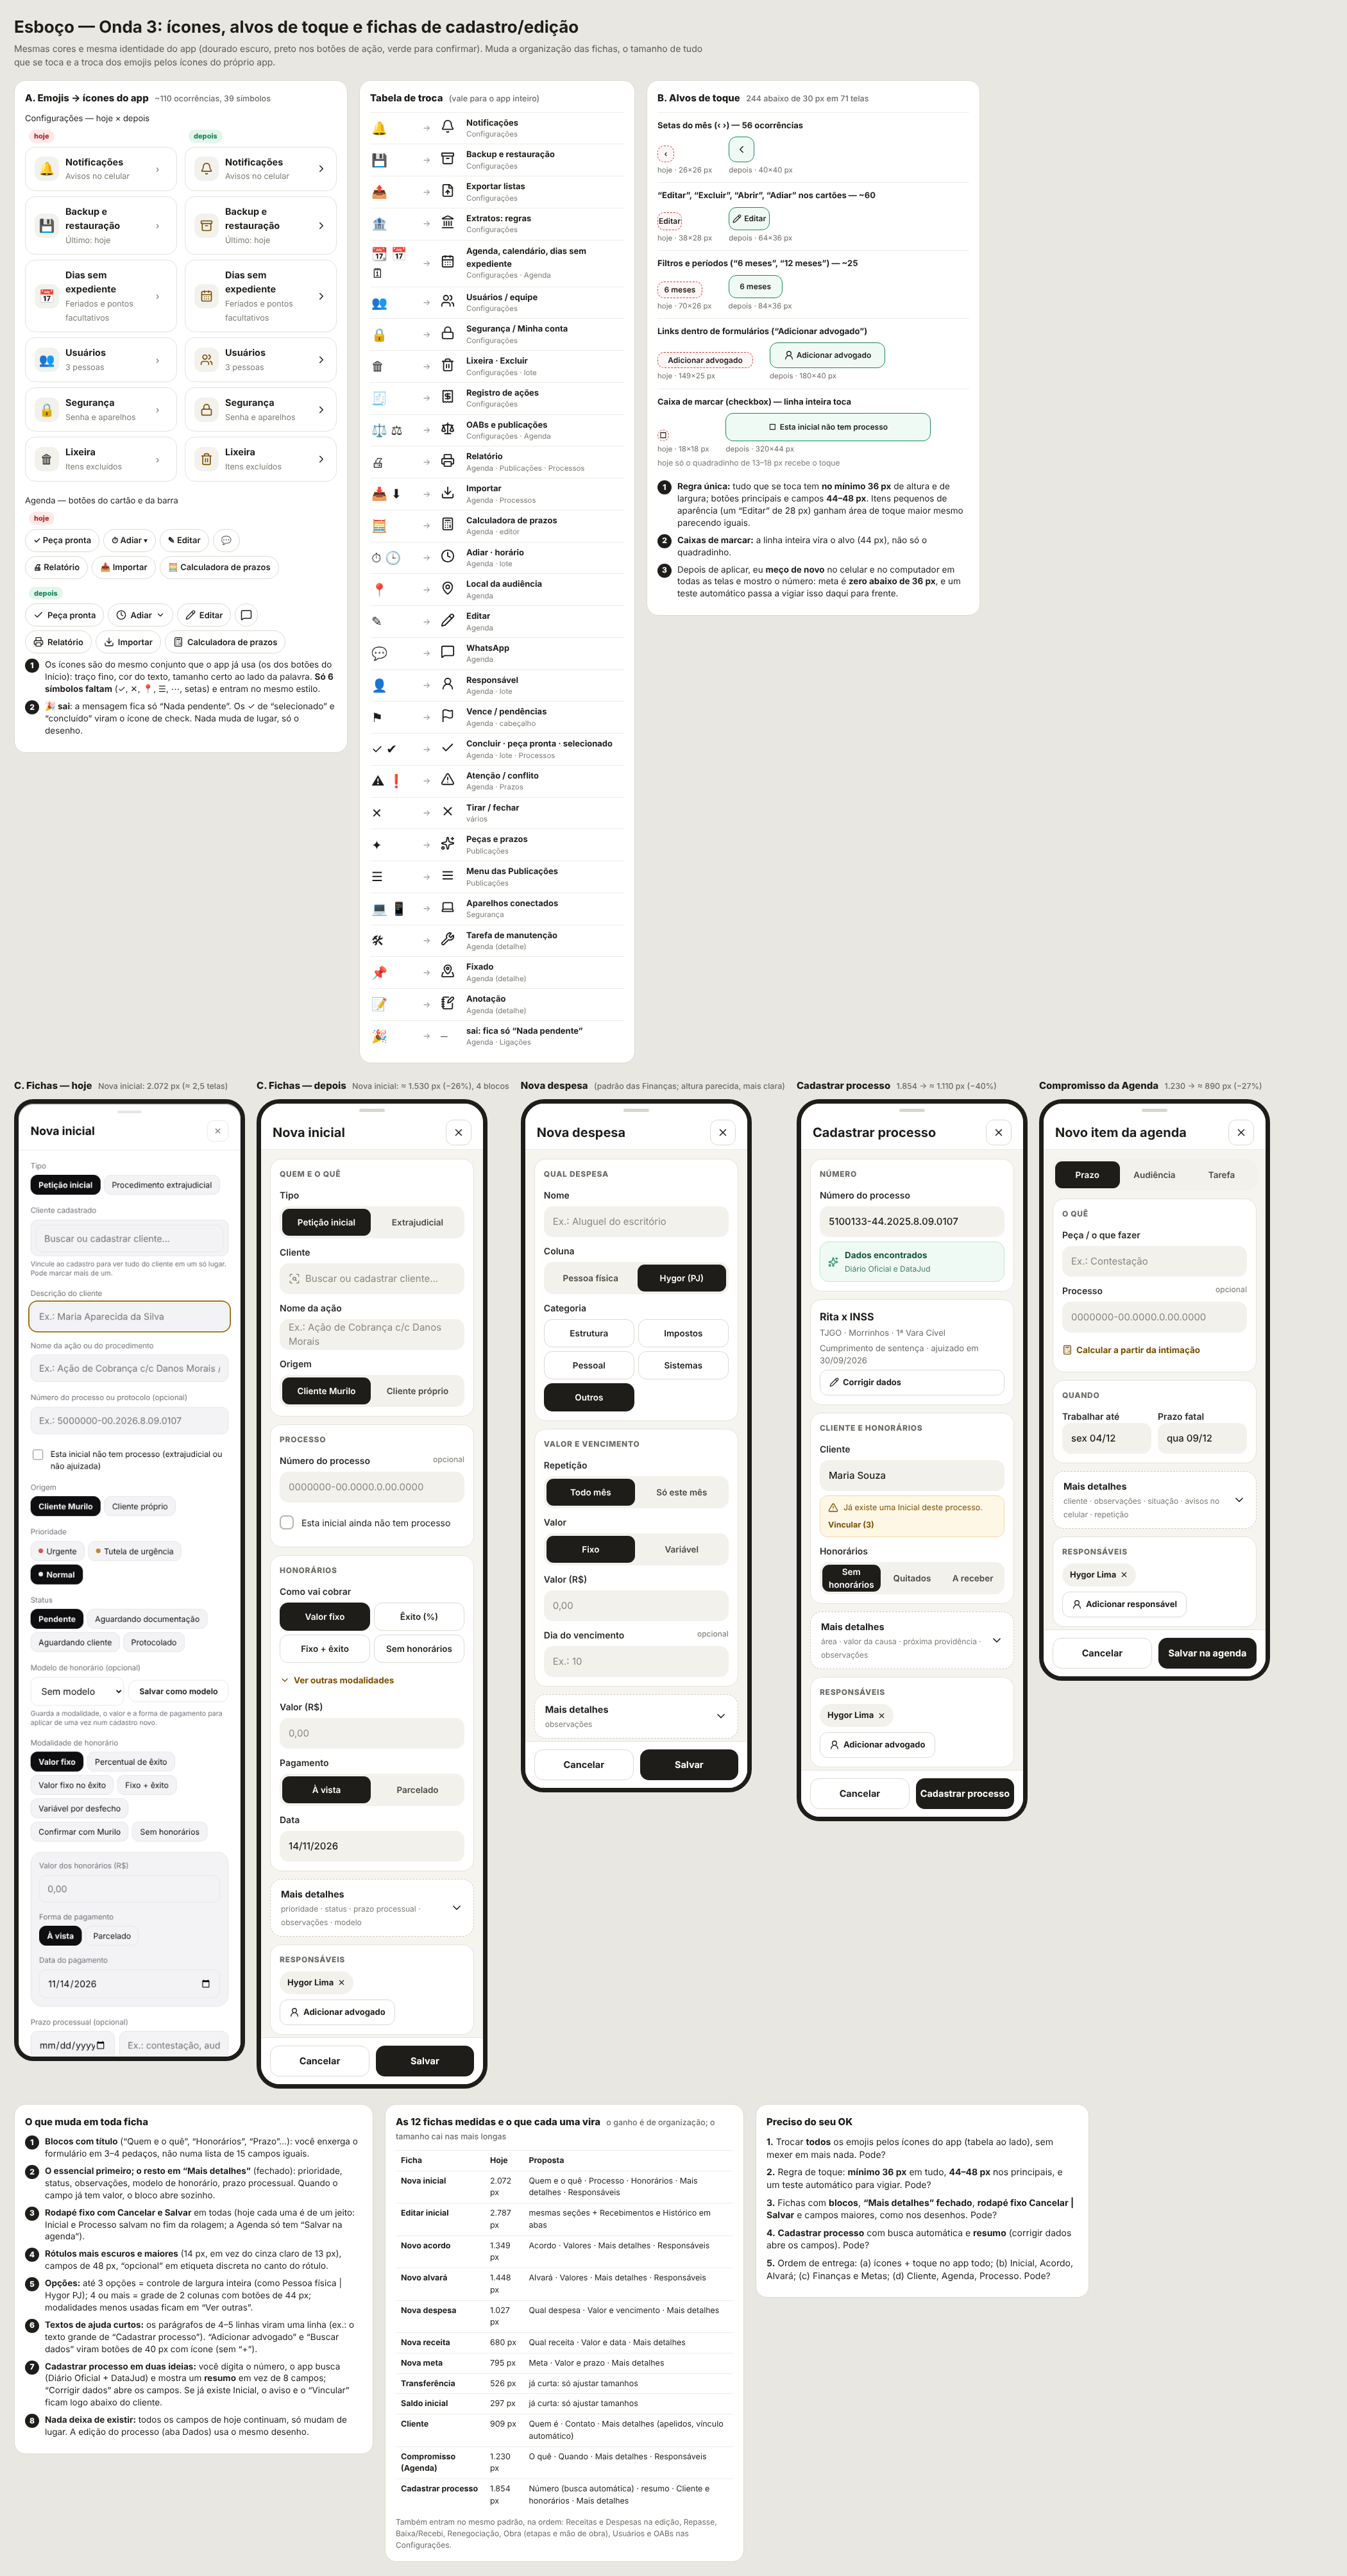 Esboço — Onda 3: ícones, alvos de toque e fichas de cadastro/edição
Mesmas cores e mesma identidade do app (dourado escuro, preto nos botões de ação, verde para confirmar). Muda a organização das fichas, o tamanho de tudo
que se toca e a troca dos emojis pelos ícones do próprio app.
A. Emojis → ícones do app ~110 ocorrências, 39 símbolos
Configurações — hoje × depois
hoje
Notificações
Avisos no celular
Backup e
restauração
Último: hoje
Dias sem
expediente
Feriados e pontos
facultativos
Usuários
3 pessoas
Segurança
Senha e aparelhos
Lixeira
Itens excluídos
depois
Notificações
Avisos no celular
Backup e
restauração
Último: hoje
Dias sem
expediente
Feriados e pontos
facultativos
Usuários
3 pessoas
Segurança
Senha e aparelhos
Lixeira
Itens excluídos
Agenda — botões do cartão e da barra
hoje
✓ Peça pronta
⏱ Adiar ▾
✎ Editar
💬
🖨 Relatório
📥 Importar
🧮 Calculadora de prazos
depois
Peça pronta
Adiar
Editar
Relatório
Importar
Calculadora de prazos
1 Os ícones são do mesmo conjunto que o app já usa (os dos botões do
Início): traço fino, cor do texto, tamanho certo ao lado da palavra. Só 6
símbolos faltam (✓, ✕, 📍, ☰, ⋯, setas) e entram no mesmo estilo.
2 🎉 sai: a mensagem fica só “Nada pendente”. Os ✓ de “selecionado” e
“concluído” viram o ícone de check. Nada muda de lugar, só o
desenho.
Tabela de troca (vale para o app inteiro)
🔔 → Notificações
Configurações
💾 → Backup e restauração
Configurações
📤 → Exportar listas
Configurações
🏦 → Extratos: regras
Configurações
📆 📅 🗓 → Agenda, calendário, dias sem
expediente
Configurações · Agenda
👥 → Usuários / equipe
Configurações
🔒 → Segurança / Minha conta
Configurações
🗑 → Lixeira · Excluir
Configurações · lote
🧾 → Registro de ações
Configurações
⚖️ ⚖ → OABs e publicações
Configurações · Agenda
🖨 → Relatório
Agenda · Publicações · Processos
📥 ⬇ → Importar
Agenda · Processos
🧮 → Calculadora de prazos
Agenda · editor
⏱ 🕒 → Adiar · horário
Agenda · lote
📍 → Local da audiência
Agenda
✎ → Editar
Agenda
💬 → WhatsApp
Agenda
👤 → Responsável
Agenda · lote
⚑ → Vence / pendências
Agenda · cabeçalho
✓ ✔ → Concluir · peça pronta · selecionado
Agenda · lote · Processos
⚠ ❗ → Atenção / conflito
Agenda · Prazos
✕ → Tirar / fechar
vários
✦ → Peças e prazos
Publicações
☰ → Menu das Publicações
Publicações
💻 📱 → Aparelhos conectados
Segurança
🛠 → Tarefa de manutenção
Agenda (detalhe)
📌 → Fixado
Agenda (detalhe)
📝 → Anotação
Agenda (detalhe)
🎉 → — sai: fica só “Nada pendente”
Agenda · Ligações
B. Alvos de toque 244 abaixo de 30 px em 71 telas
Setas do mês (‹ ›) — 56 ocorrências
‹
hoje · 26×26 px
depois · 40×40 px
“Editar”, “Excluir”, “Abrir”, “Adiar” nos cartões — ~60
Editar
Editar
hoje · 38×28 px
depois · 64×36 px
Filtros e períodos (“6 meses”, “12 meses”) — ~25
6 meses
6 meses
hoje · 70×26 px
depois · 84×36 px
Links dentro de formulários (“Adicionar advogado”)
Adicionar advogado
Adicionar advogado
hoje · 149×25 px
depois · 180×40 px
Caixa de marcar (checkbox) — linha inteira toca
☐
☐ Esta inicial não tem processo
hoje · 18×18 px
depois · 320×44 px
hoje só o quadradinho de 13–18 px recebe o toque
1 Regra única: tudo que se toca tem no mínimo 36 px de altura e de
largura; botões principais e campos 44–48 px. Itens pequenos de
aparência (um “Editar” de 28 px) ganham área de toque maior mesmo
parecendo iguais.
2 Caixas de marcar: a linha inteira vira o alvo (44 px), não só o
quadradinho.
3 Depois de aplicar, eu meço de novo no celular e no computador em
todas as telas e mostro o número: meta é zero abaixo de 36 px, e um
teste automático passa a vigiar isso daqui para frente.
C. Fichas — hoje Nova inicial: 2.072 px (≈ 2,5 telas)
Nova inicial
✕
Tipo
Petição inicial
Procedimento extrajudicial
Cliente cadastrado
Buscar ou cadastrar cliente...
Vincule ao cadastro para ver tudo do cliente em um só lugar.
Pode marcar mais de um.
Descrição do cliente
Ex.: Maria Aparecida da Silva
Nome da ação ou do procedimento
Ex.: Ação de Cobrança c/c Danos Morais /
Número do processo ou protocolo (opcional)
Ex.: 5000000-00.2026.8.09.0107
Esta inicial não tem processo (extrajudicial ou
não ajuizada)
Origem
Cliente Murilo
Cliente próprio
Prioridade
Urgente
Tutela de urgência
Normal
Status
Pendente
Aguardando documentação
Aguardando cliente
Protocolado
Modelo de honorário (opcional)
Sem modelo
Salvar como modelo
Guarda a modalidade, o valor e a forma de pagamento para
aplicar de uma vez num cadastro novo.
Modalidade de honorário
Valor fixo
Percentual de êxito
Valor fixo no êxito
Fixo + êxito
Variável por desfecho
Confirmar com Murilo
Sem honorários
Valor dos honorários (R$)
0,00
Forma de pagamento
À vista
Parcelado
Data do pagamento
11/14/2026
Prazo processual (opcional)
mm/dd/yyyy
Ex.: contestação, aud
C. Fichas — depois Nova inicial: ≈ 1.530 px (−26%), 4 blocos
Nova inicial
QUEM E O QUÊ
Tipo
Petição inicial
Extrajudicial
Cliente
Buscar ou cadastrar cliente...
Nome da ação
Ex.: Ação de Cobrança c/c Danos
Morais
Origem
Cliente Murilo
Cliente próprio
PROCESSO
Número do processo opcional
0000000-00.0000.0.00.0000
Esta inicial ainda não tem processo
HONORÁRIOS
Como vai cobrar
Valor fixo
Êxito (%)
Fixo + êxito
Sem honorários
Ver outras modalidades
Valor (R$)
0,00
Pagamento
À vista
Parcelado
Data
14/11/2026
Mais detalhes
prioridade · status · prazo processual ·
observações · modelo
RESPONSÁVEIS
Hygor Lima ✕
Adicionar advogado
Cancelar
Salvar
Nova despesa (padrão das Finanças; altura parecida, mais clara)
Nova despesa
QUAL DESPESA
Nome
Ex.: Aluguel do escritório
Coluna
Pessoa física
Hygor (PJ)
Categoria
Estrutura
Impostos
Pessoal
Sistemas
Outros
VALOR E VENCIMENTO
Repetição
Todo mês
Só este mês
Valor
Fixo
Variável
Valor (R$)
0,00
Dia do vencimento opcional
Ex.: 10
Mais detalhes
observações
Cancelar
Salvar
Cadastrar processo 1.854 → ≈ 1.110 px (−40%)
Cadastrar processo
NÚMERO
Número do processo
5100133-44.2025.8.09.0107
Dados encontrados
Diário Oficial e DataJud
Rita x INSS
TJGO · Morrinhos · 1ª Vara Cível
Cumprimento de sentença · ajuizado em
30/09/2026
Corrigir dados
CLIENTE E HONORÁRIOS
Cliente
Maria Souza
Já existe uma Inicial deste processo.
Vincular (3)
Honorários
Sem
honorários
Quitados
A receber
Mais detalhes
área · valor da causa · próxima providência ·
observações
RESPONSÁVEIS
Hygor Lima ✕
Adicionar advogado
Cancelar
Cadastrar processo
Compromisso da Agenda 1.230 → ≈ 890 px (−27%)
Novo item da agenda
Prazo
Audiência
Tarefa
O QUÊ
Peça / o que fazer
Ex.: Contestação
Processo opcional
0000000-00.0000.0.00.0000
Calcular a partir da intimação
QUANDO
Trabalhar até
Prazo fatal
sex 04/12
qua 09/12
Mais detalhes
cliente · observações · situação · avisos no
celular · repetição
RESPONSÁVEIS
Hygor Lima ✕
Adicionar responsável
Cancelar
Salvar na agenda
O que muda em toda ficha
1 Blocos com título (“Quem e o quê”, “Honorários”, “Prazo”...): você enxerga o
formulário em 3–4 pedaços, não numa lista de 15 campos iguais.
2 O essencial primeiro; o resto em “Mais detalhes” (fechado): prioridade,
status, observações, modelo de honorário, prazo processual. Quando o
campo já tem valor, o bloco abre sozinho.
3 Rodapé fixo com Cancelar e Salvar em todas (hoje cada uma é de um jeito:
Inicial e Processo salvam no fim da rolagem; a Agenda só tem “Salvar na
agenda”).
4 Rótulos mais escuros e maiores (14 px, em vez do cinza claro de 13 px),
campos de 48 px, “opcional” em etiqueta discreta no canto do rótulo.
5 Opções: até 3 opções = controle de largura inteira (como Pessoa física |
Hygor PJ); 4 ou mais = grade de 2 colunas com botões de 44 px;
modalidades menos usadas ficam em “Ver outras”.
6 Textos de ajuda curtos: os parágrafos de 4–5 linhas viram uma linha (ex.: o
texto grande de “Cadastrar processo”). “Adicionar advogado” e “Buscar
dados” viram botões de 40 px com ícone (sem “+”).
7 Cadastrar processo em duas ideias: você digita o número, o app busca
(Diário Oficial + DataJud) e mostra um resumo em vez de 8 campos;
“Corrigir dados” abre os campos. Se já existe Inicial, o aviso e o “Vincular”
ficam logo abaixo do cliente.
8 Nada deixa de existir: todos os campos de hoje continuam, só mudam de
lugar. A edição do processo (aba Dados) usa o mesmo desenho.
As 12 fichas medidas e o que cada uma vira o ganho é de organização; o
tamanho cai nas mais longas
Ficha Hoje Proposta
Nova inicial 2.072 px Quem e o quê · Processo · Honorários · Mais
detalhes · Responsáveis
Editar inicial 2.787 px mesmas seções + Recebimentos e Histórico em
abas
Novo acordo 1.349 px Acordo · Valores · Mais detalhes · Responsáveis
Novo alvará 1.448 px Alvará · Valores · Mais detalhes · Responsáveis
Nova despesa 1.027 px Qual despesa · Valor e vencimento · Mais detalhes
Nova receita 680 px Qual receita · Valor e data · Mais detalhes
Nova meta 795 px Meta · Valor e prazo · Mais detalhes
Transferência 526 px já curta: só ajustar tamanhos
Saldo inicial 297 px já curta: só ajustar tamanhos
Cliente 909 px Quem é · Contato · Mais detalhes (apelidos, vínculo
automático)
Compromisso (Agenda) 1.230 px O quê · Quando · Mais detalhes · Responsáveis
Cadastrar processo 1.854 px Número (busca automática) · resumo · Cliente e
honorários · Mais detalhes
Também entram no mesmo padrão, na ordem: Receitas e Despesas na edição, Repasse,
Baixa/Recebi, Renegociação, Obra (etapas e mão de obra), Usuários e OABs nas
Configurações.
Preciso do seu OK
1. Trocar todos os emojis pelos ícones do app (tabela ao lado), sem
mexer em mais nada. Pode?
2. Regra de toque: mínimo 36 px em tudo, 44–48 px nos principais, e
um teste automático para vigiar. Pode?
3. Fichas com blocos, “Mais detalhes” fechado, rodapé fixo Cancelar |
Salvar e campos maiores, como nos desenhos. Pode?
4. Cadastrar processo com busca automática e resumo (corrigir dados
abre os campos). Pode?
5. Ordem de entrega: (a) ícones + toque no app todo; (b) Inicial, Acordo,
Alvará; (c) Finanças e Metas; (d) Cliente, Agenda, Processo. Pode?